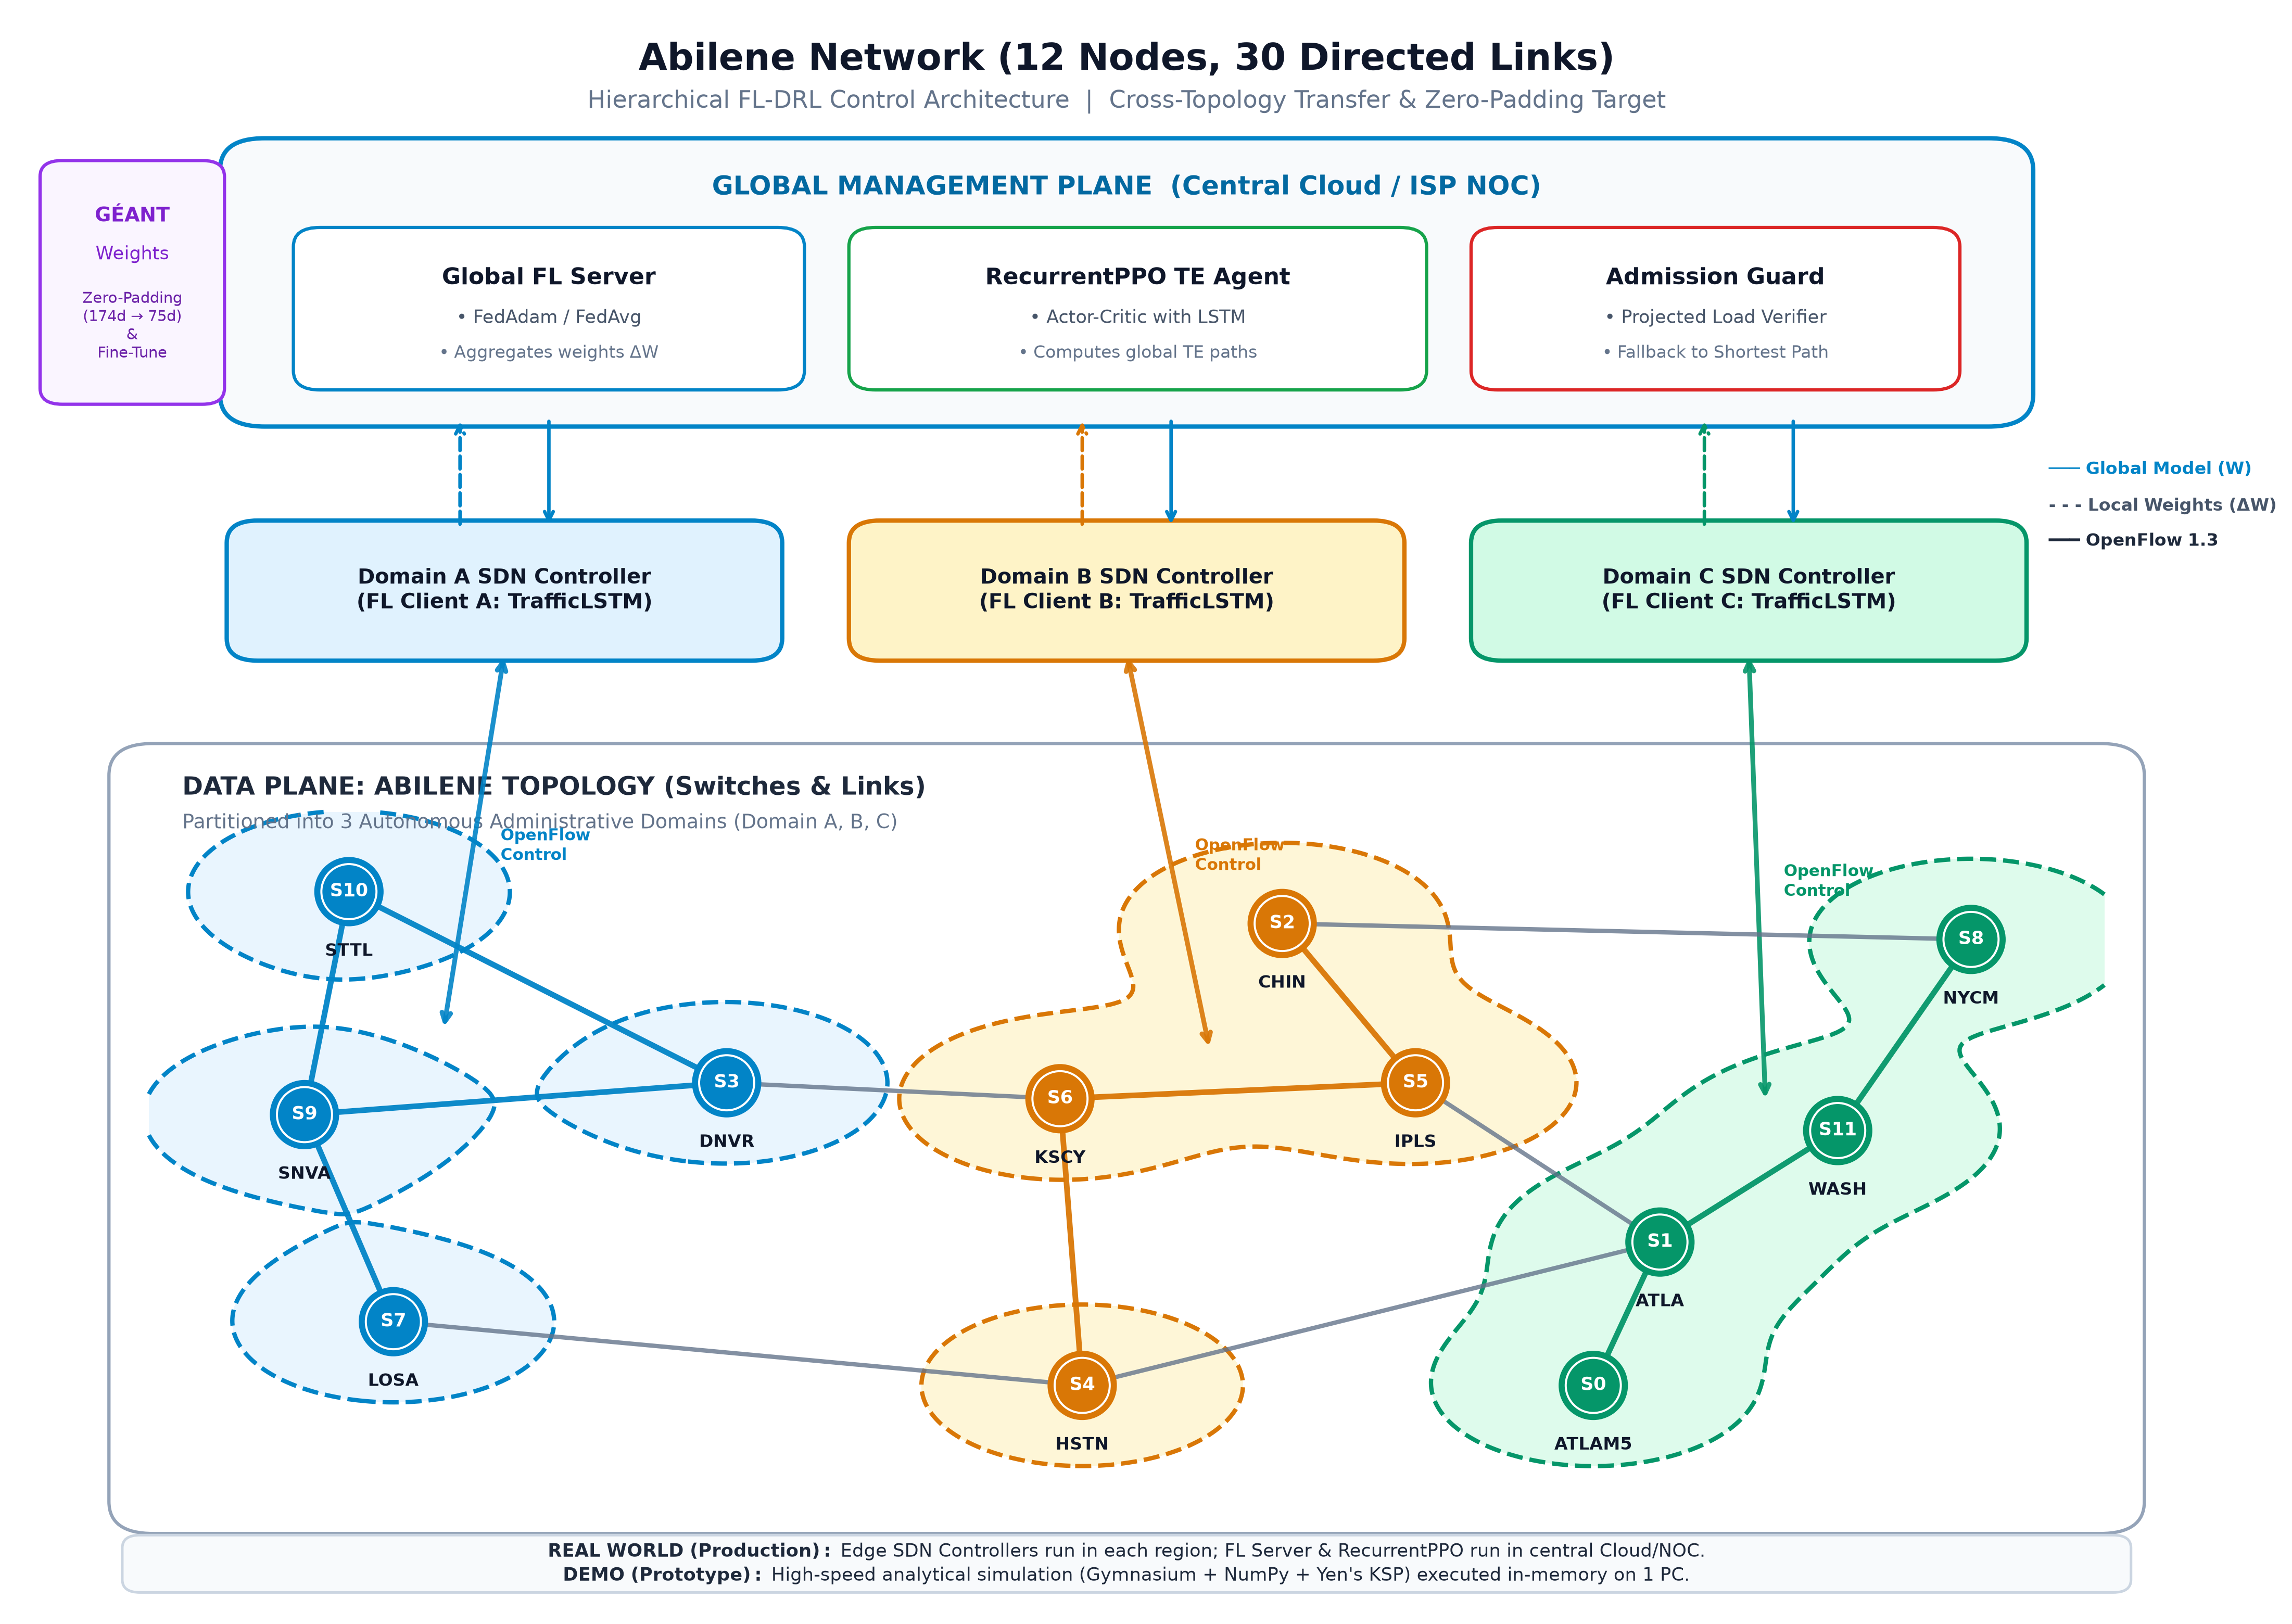 Abilene Network (12 Nodes, 30 Directed Links)
Hierarchical FL-DRL Control Architecture | Cross-Topology Transfer & Zero-Padding Target
GÉANT
Weights
Zero-Padding
(174d → 75d)
&
Fine-Tune
GLOBAL MANAGEMENT PLANE (Central Cloud / ISP NOC)
Global FL Server
• FedAdam / FedAvg
• Aggregates weights ΔW
RecurrentPPO TE Agent
• Actor-Critic with LSTM
• Computes global TE paths
Admission Guard
• Projected Load Verifier
• Fallback to Shortest Path
Global Model (W)
Local Weights (ΔW)
OpenFlow 1.3
Domain A SDN Controller
(FL Client A: TrafficLSTM)
Domain B SDN Controller
(FL Client B: TrafficLSTM)
Domain C SDN Controller
(FL Client C: TrafficLSTM)
DATA PLANE: ABILENE TOPOLOGY (Switches & Links)
Partitioned into 3 Autonomous Administrative Domains (Domain A, B, C)
OpenFlow
Control
OpenFlow
Control
OpenFlow
Control
S10
STTL
S2
CHIN
S8
NYCM
S9
SNVA
S3
DNVR
S6
KSCY
S5
IPLS
S11
WASH
S7
LOSA
S4
HSTN
S1
ATLA
S0
ATLAM5
REAL WORLD (Production): Edge SDN Controllers run in each region; FL Server & RecurrentPPO run in central Cloud/NOC.
DEMO (Prototype): High-speed analytical simulation (Gymnasium + NumPy + Yen's KSP) executed in-memory on 1 PC.